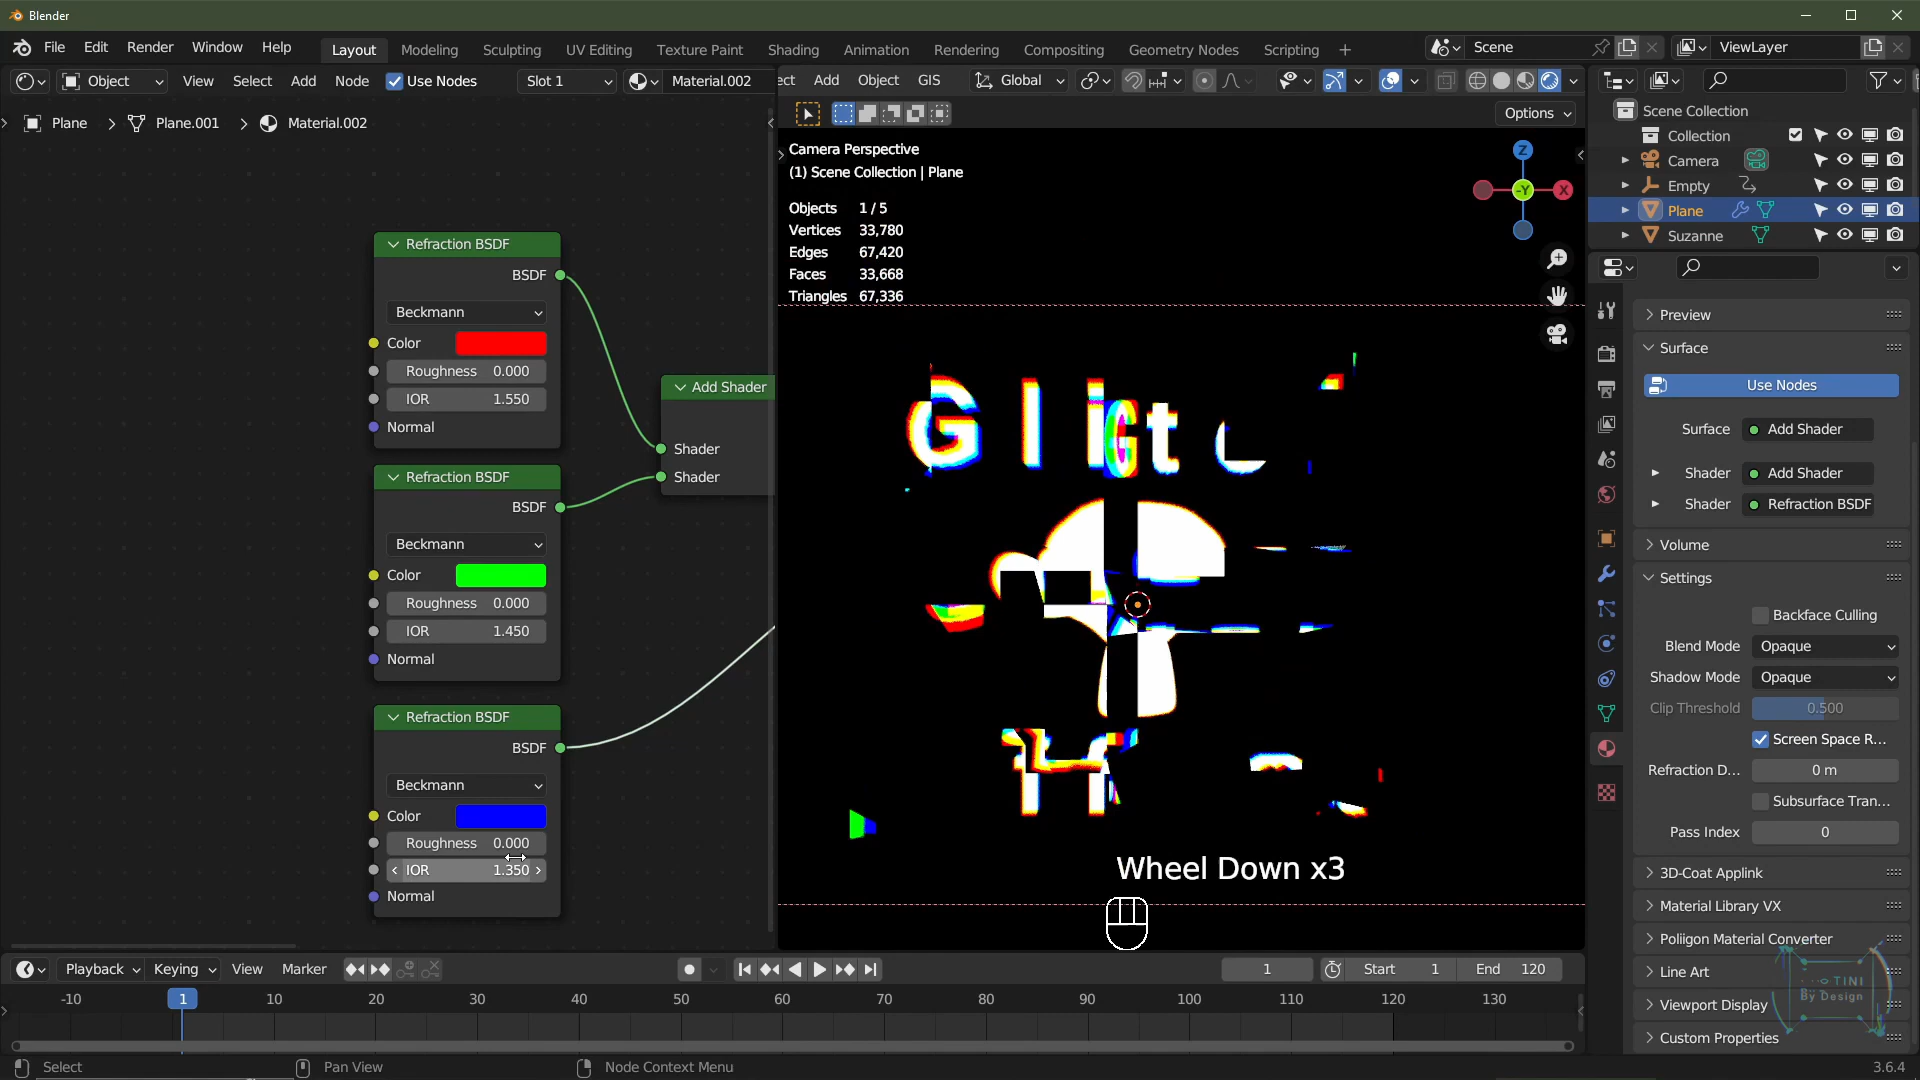 Blender
File Edit Render Window Help Layout Modeling Sculpting UV Editing Texture Paint Shading Animation Rendering Compositing Geometry Nodes Scripting + Scene ViewLayer
Object View Select Add Node Use Nodes Slot 1 Material.002
ect Add Object GIS Global
Options
Plane > Plane.001 > Material.002
Camera Perspective
(1) Scene Collection | Plane
Objects 1 / 5
Vertices 33,780
Edges 67,420
Faces 33,668
Triangles 67,336
Z
-Y
X
Refraction BSDF
BSDF
Beckmann
Color
Roughness 0.000
IOR 1.550
Normal
Refraction BSDF
BSDF
Beckmann
Color
Roughness 0.000
IOR 1.450
Normal
Refraction BSDF
BSDF
Beckmann
Color
Roughness 0.000
IOR 1.350
Normal
Add Shader
Shader
Shader
Wheel Down x3
Scene Collection
Collection
Camera
Empty
Plane
Suzanne
Preview
Surface
Use Nodes
Surface Add Shader
Shader Add Shader
Shader Refraction BSDF
Volume
Settings
Backface Culling
Blend Mode Opaque
Shadow Mode Opaque
Clip Threshold 0.500
Screen Space R...
Refraction D... 0 m
Subsurface Tran...
Pass Index 0
3D-Coat Applink
Material Library VX
Poliigon Material Converter
Line Art
Viewport Display
Custom Properties
TINI
By Design
Playback Keying View Marker 1 Start 1 End 120
-10 1 10 20 30 40 50 60 70 80 90 100 110 120 130
Select Pan View Node Context Menu 3.6.4